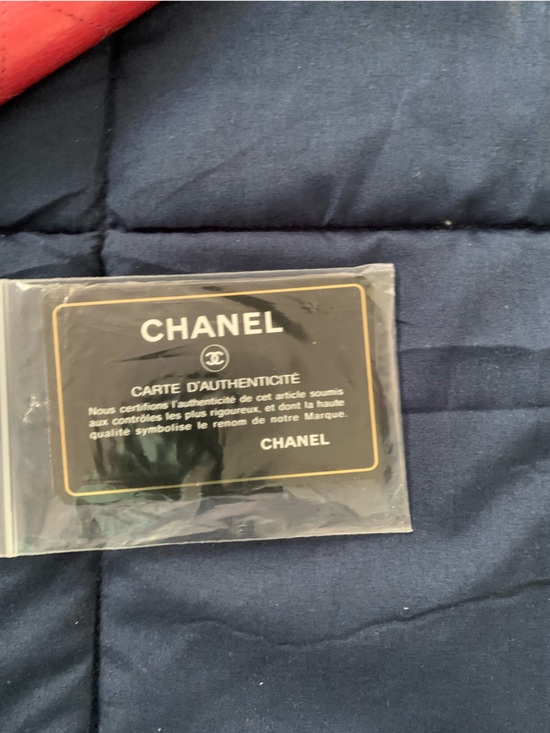 CHANEL
CARTE D'AUTHENTICITÉ
Nous certifions l'authenticité de cet article soumis
aux contrôles les plus rigoureux, et dont la haute
qualité symbolise le renom de notre Marque.
CHANEL